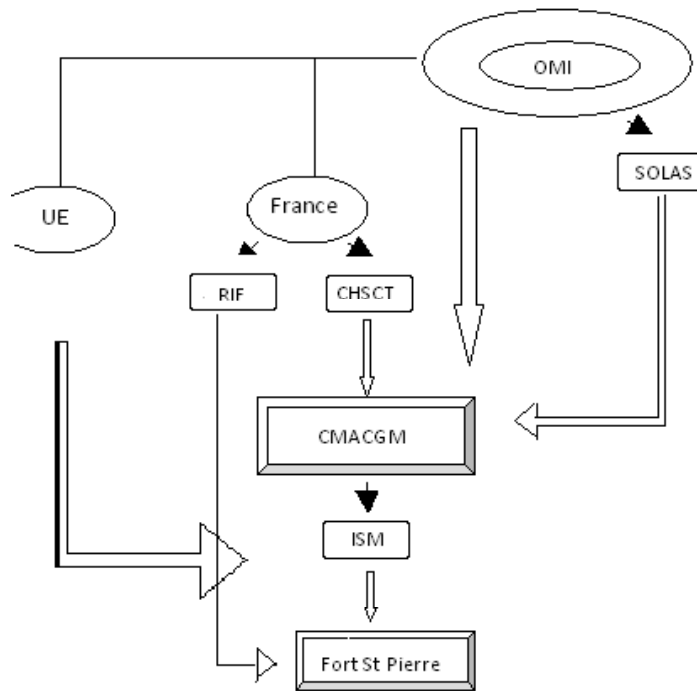 OMI
SOLAS
UE
France
RIF
CHSCT
CMACGM
ISM
Fort St Pierre